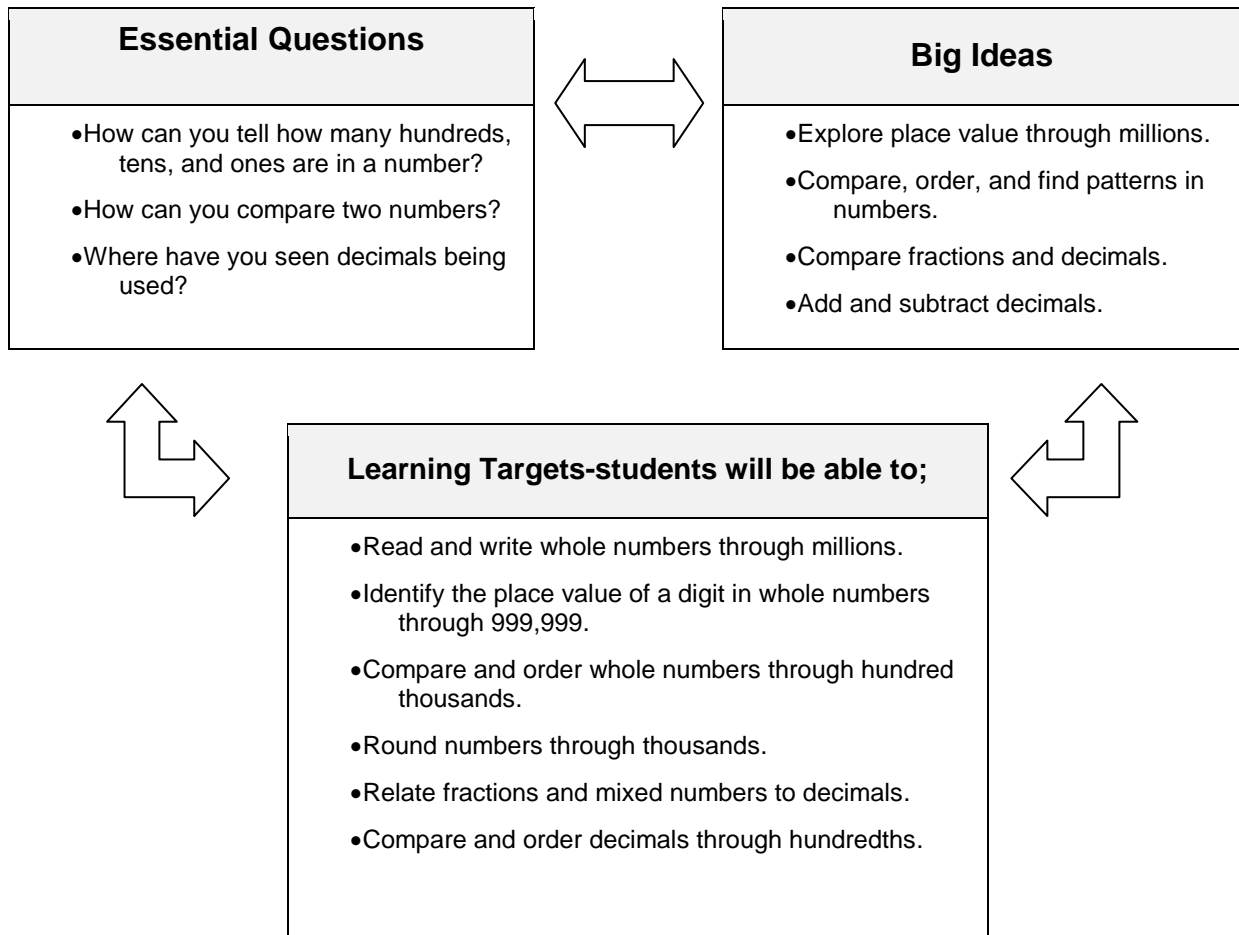 Essential Questions
•How can you tell how many hundreds,
tens, and ones are in a number?
•How can you compare two numbers?
•Where have you seen decimals being
used?
Big Ideas
•Explore place value through millions.
•Compare, order, and find patterns in
numbers.
•Compare fractions and decimals.
•Add and subtract decimals.
Learning Targets-students will be able to;
•Read and write whole numbers through millions.
•Identify the place value of a digit in whole numbers
through 999,999.
•Compare and order whole numbers through hundred
thousands.
•Round numbers through thousands.
•Relate fractions and mixed numbers to decimals.
•Compare and order decimals through hundredths.